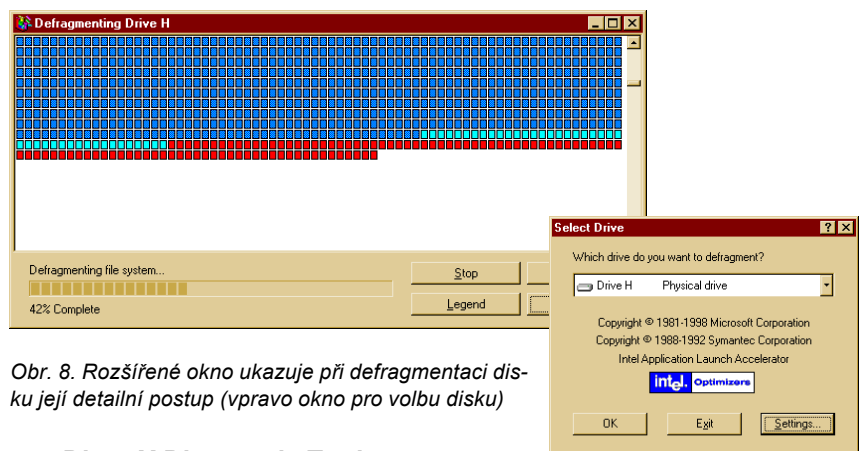 Defragmenting Drive H
Defragmenting file system...
42% Complete
Stop
Legend
Select Drive
Which drive do you want to defragment?
Drive H Physical drive
Copyright © 1981-1998 Microsoft Corporation
Copyright © 1988-1992 Symantec Corporation
Intel Application Launch Accelerator
intel. Optimizers
OK
Exit
Settings...
Obr. 8. Rozšířené okno ukazuje při defragmentaci dis-
ku její detailní postup (vpravo okno pro volbu disku)